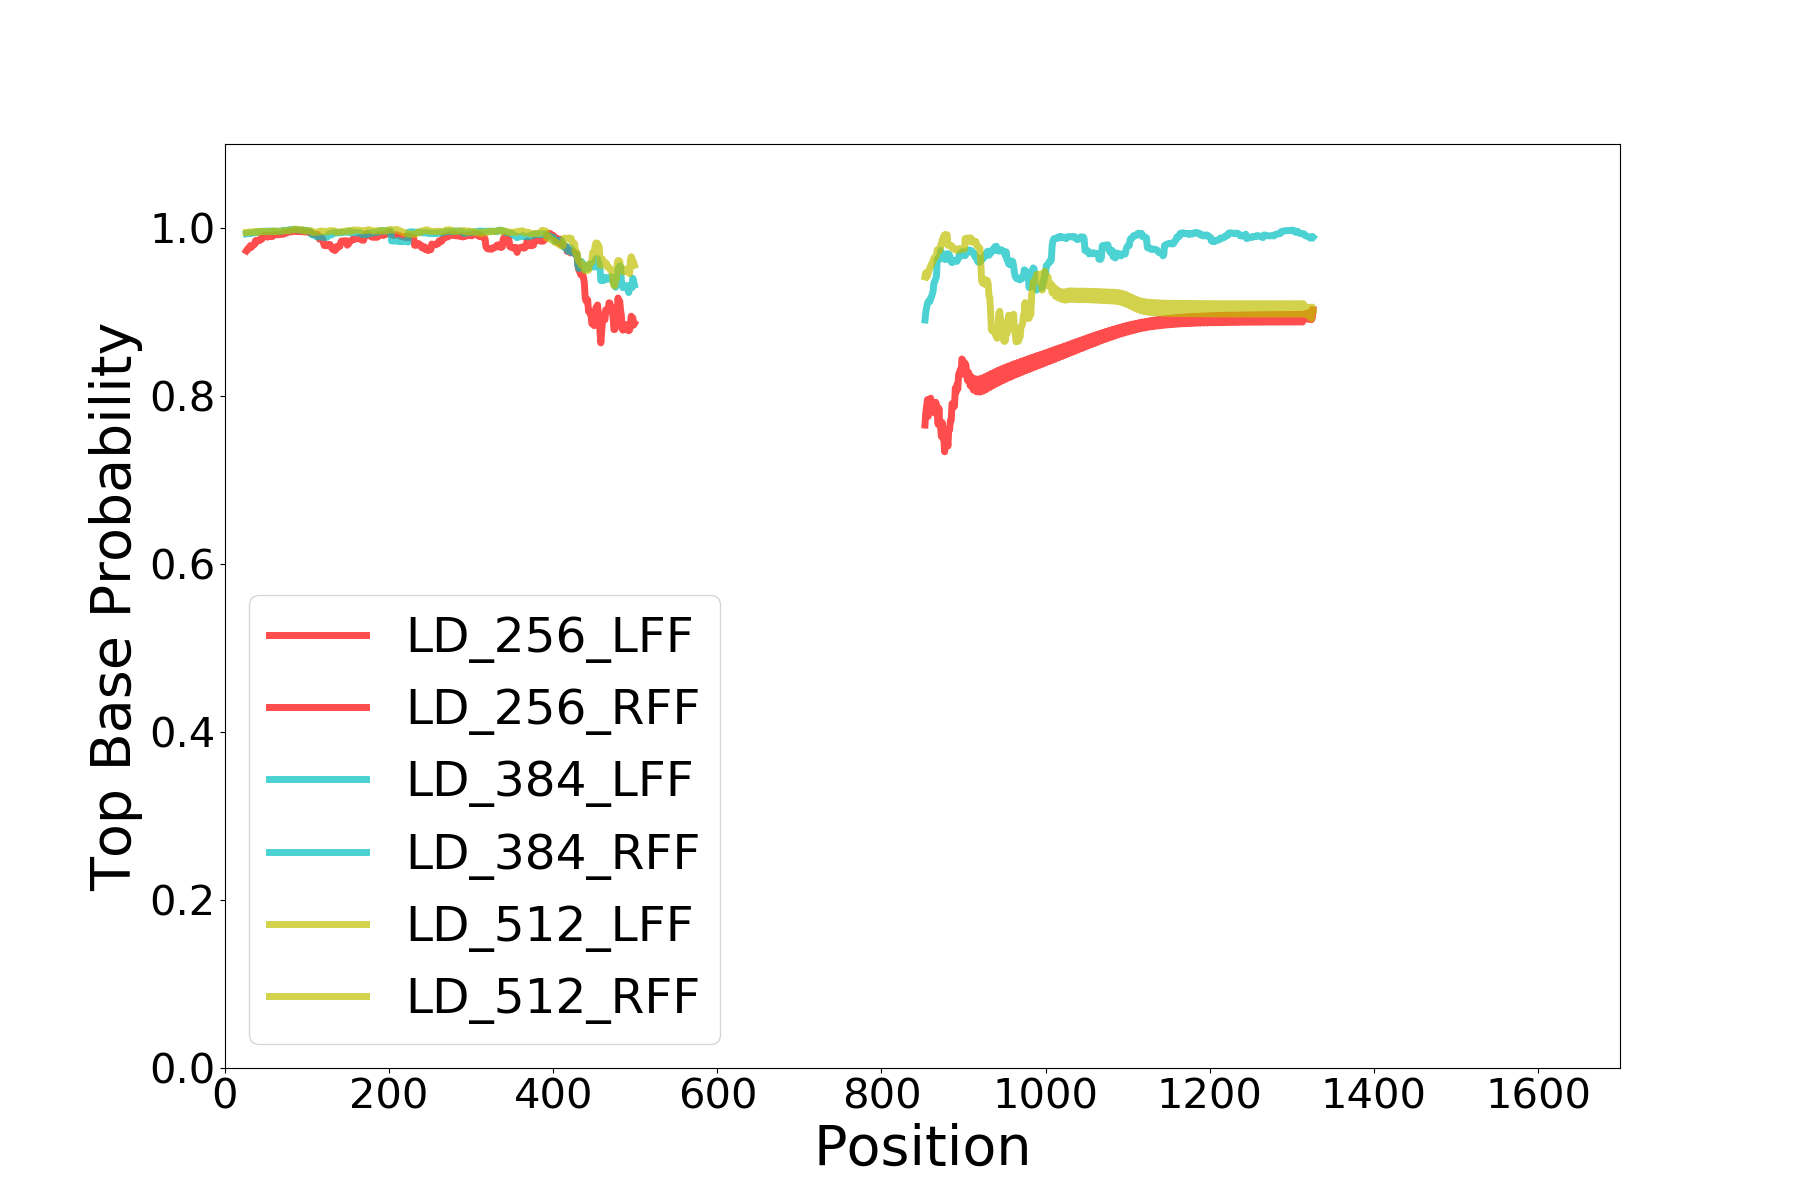 1.0
0.8
0.6
0.4
0.2
0.0
Top Base Probability
LD_256_LFF
LD_256_RFF
LD_384_LFF
LD_384_RFF
LD_512_LFF
LD_512_RFF
0 200 400 600 800 1000 1200 1400 1600
Position